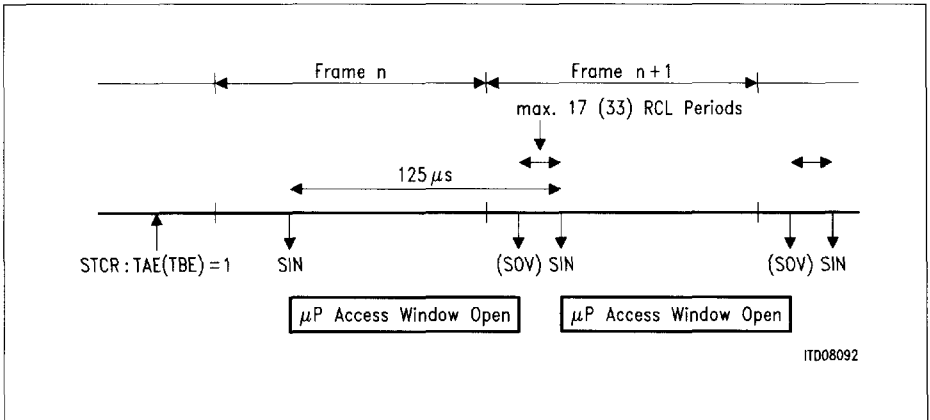 Frame n
Frame n+1
max. 17 (33) RCL Periods
125 μs
STCR : TAE(TBE) = 1
SIN
(SOV) SIN
(SOV) SIN
μP Access Window Open
μP Access Window Open
ITD08092